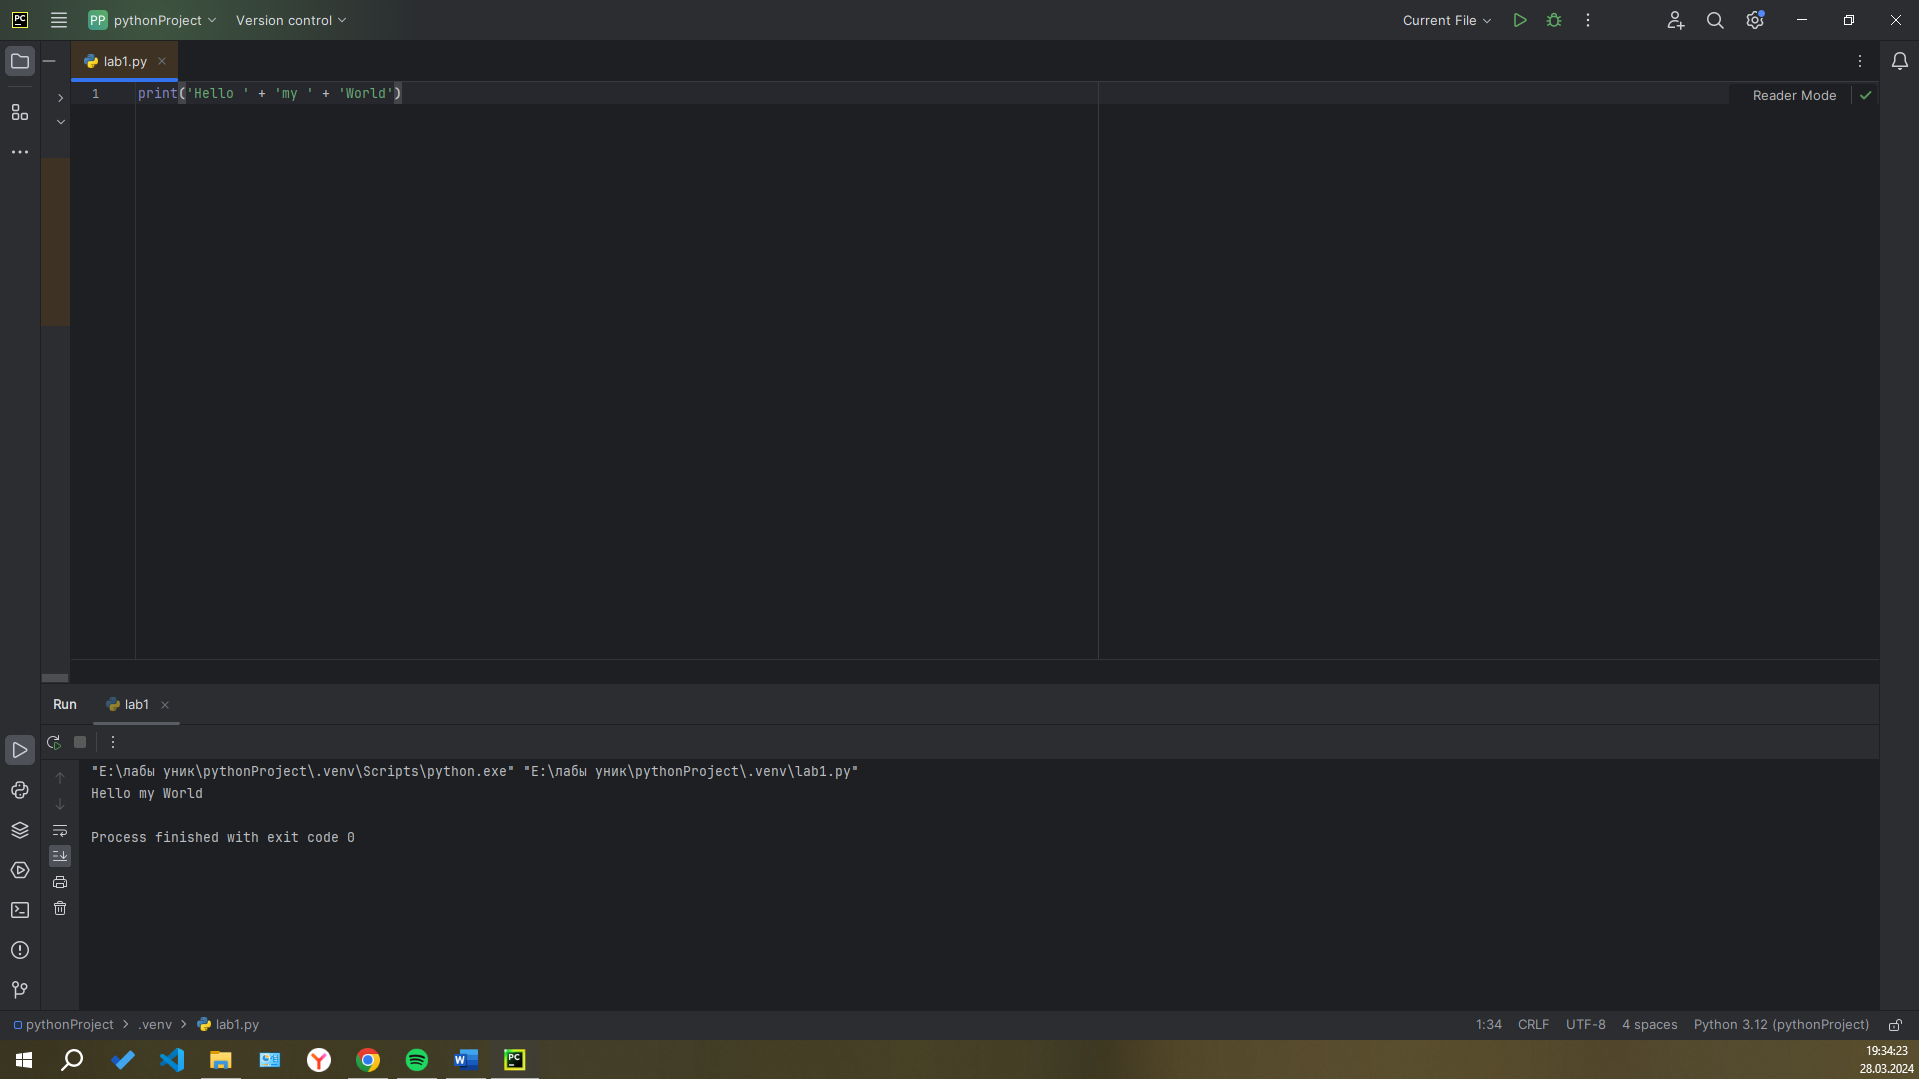 PC PP pythonProject Version control Current File
lab1.py
1 print('Hello ' + 'my ' + 'World') Reader Mode
Run lab1
"E:\лабы уник\pythonProject\.venv\Scripts\python.exe" "E:\лабы уник\pythonProject\.venv\lab1.py"
Hello my World
Process finished with exit code 0
pythonProject > .venv > lab1.py 1:34 CRLF UTF-8 4 spaces Python 3.12 (pythonProject)
W PC 19:34:23
28.03.2024